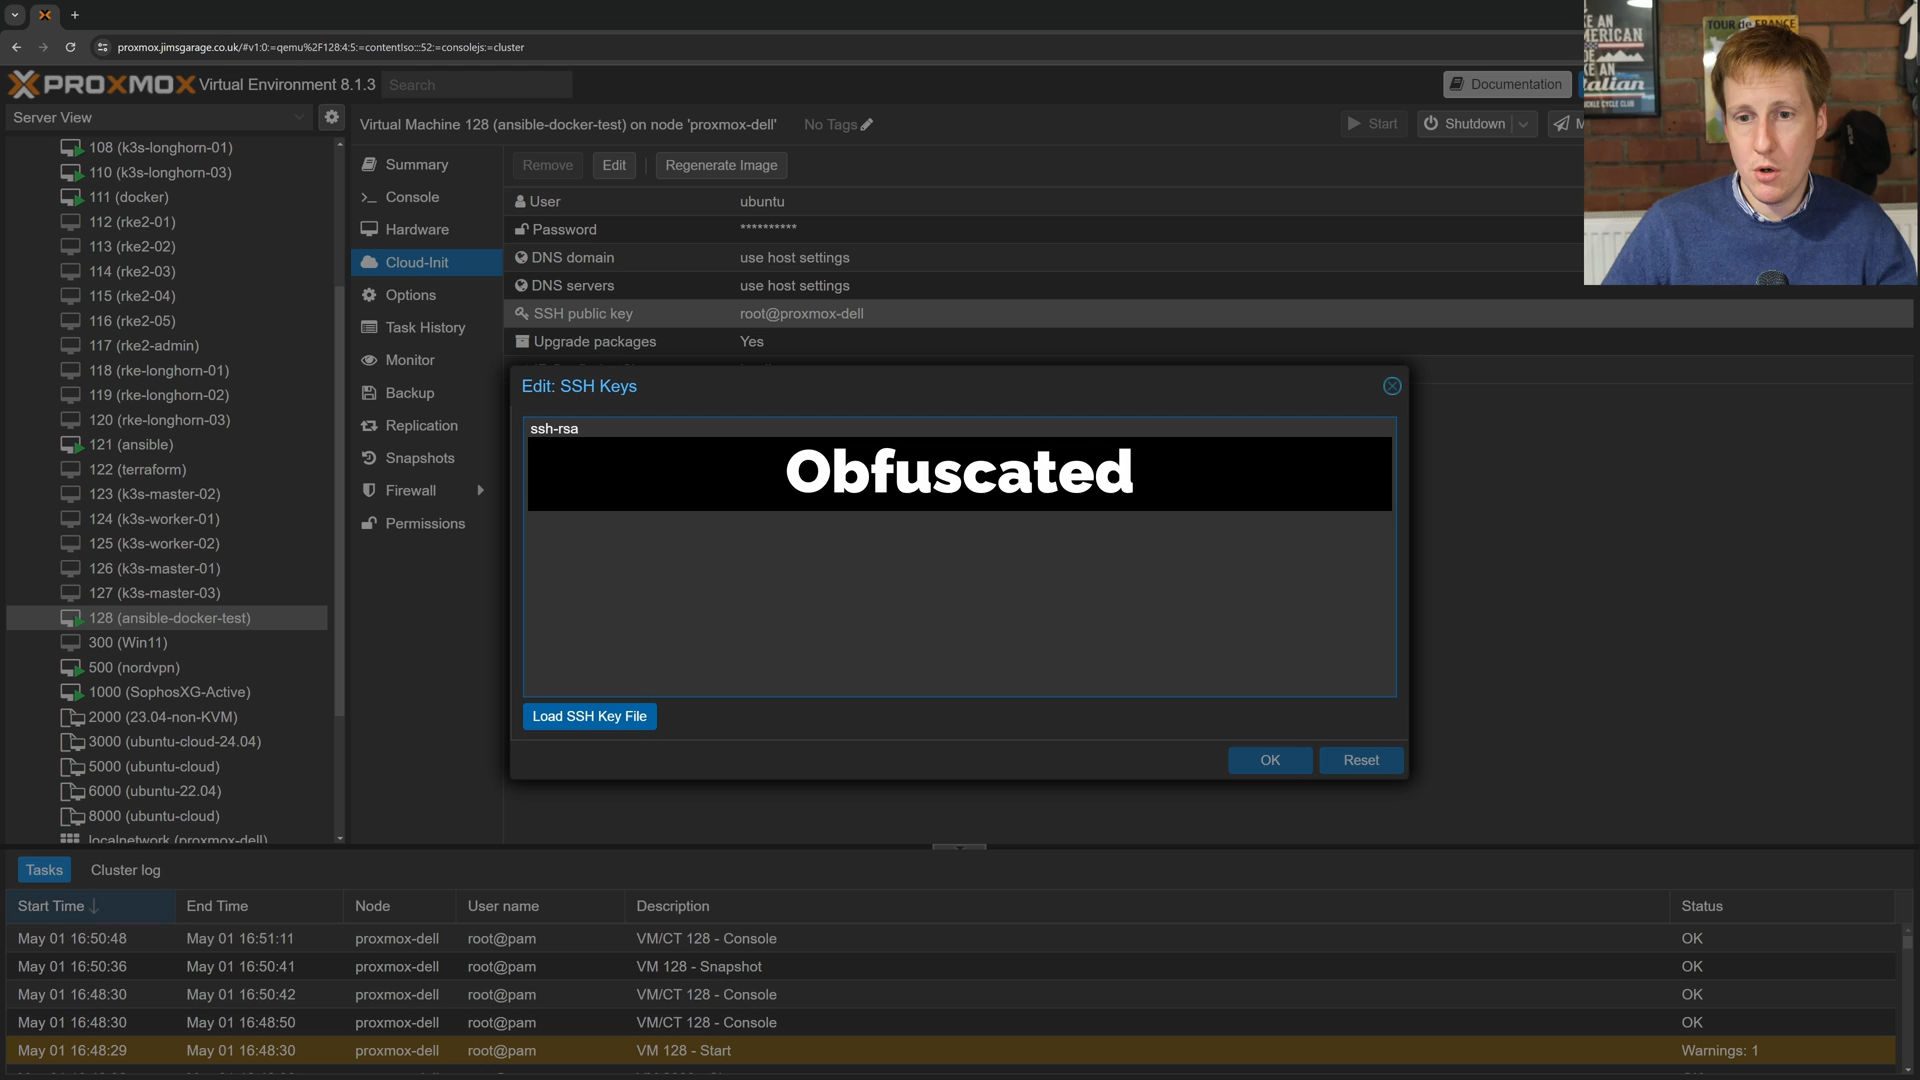 proxmox.jimsgarage.co.uk/#v1:0:=qemu%2F128:4:5:=contentIso:::52:=consolejs:=cluster
PROXMOX Virtual Environment 8.1.3 Search
Documentation
Server View
Virtual Machine 128 (ansible-docker-test) on node 'proxmox-dell' No Tags
Start Shutdown M
108 (k3s-longhorn-01)
110 (k3s-longhorn-03)
111 (docker)
112 (rke2-01)
113 (rke2-02)
114 (rke2-03)
115 (rke2-04)
116 (rke2-05)
117 (rke2-admin)
118 (rke-longhorn-01)
119 (rke-longhorn-02)
120 (rke-longhorn-03)
121 (ansible)
122 (terraform)
123 (k3s-master-02)
124 (k3s-worker-01)
125 (k3s-worker-02)
126 (k3s-master-01)
127 (k3s-master-03)
128 (ansible-docker-test)
300 (Win11)
500 (nordvpn)
1000 (SophosXG-Active)
2000 (23.04-non-KVM)
3000 (ubuntu-cloud-24.04)
5000 (ubuntu-cloud)
6000 (ubuntu-22.04)
8000 (ubuntu-cloud)
localnetwork (proxmox-dell)
Summary
Console
Hardware
Cloud-Init
Options
Task History
Monitor
Backup
Replication
Snapshots
Firewall
Permissions
Remove Edit Regenerate Image
User ubuntu
Password **********
DNS domain use host settings
DNS servers use host settings
SSH public key root@proxmox-dell
Upgrade packages Yes
Edit: SSH Keys
ssh-rsa
Obfuscated
Load SSH Key File
OK Reset
TOUR de FRANCE
Tasks Cluster log
Start Time End Time Node User name Description Status
May 01 16:50:48 May 01 16:51:11 proxmox-dell root@pam VM/CT 128 - Console OK
May 01 16:50:36 May 01 16:50:41 proxmox-dell root@pam VM 128 - Snapshot OK
May 01 16:48:30 May 01 16:50:42 proxmox-dell root@pam VM/CT 128 - Console OK
May 01 16:48:30 May 01 16:48:50 proxmox-dell root@pam VM/CT 128 - Console OK
May 01 16:48:29 May 01 16:48:30 proxmox-dell root@pam VM 128 - Start Warnings: 1